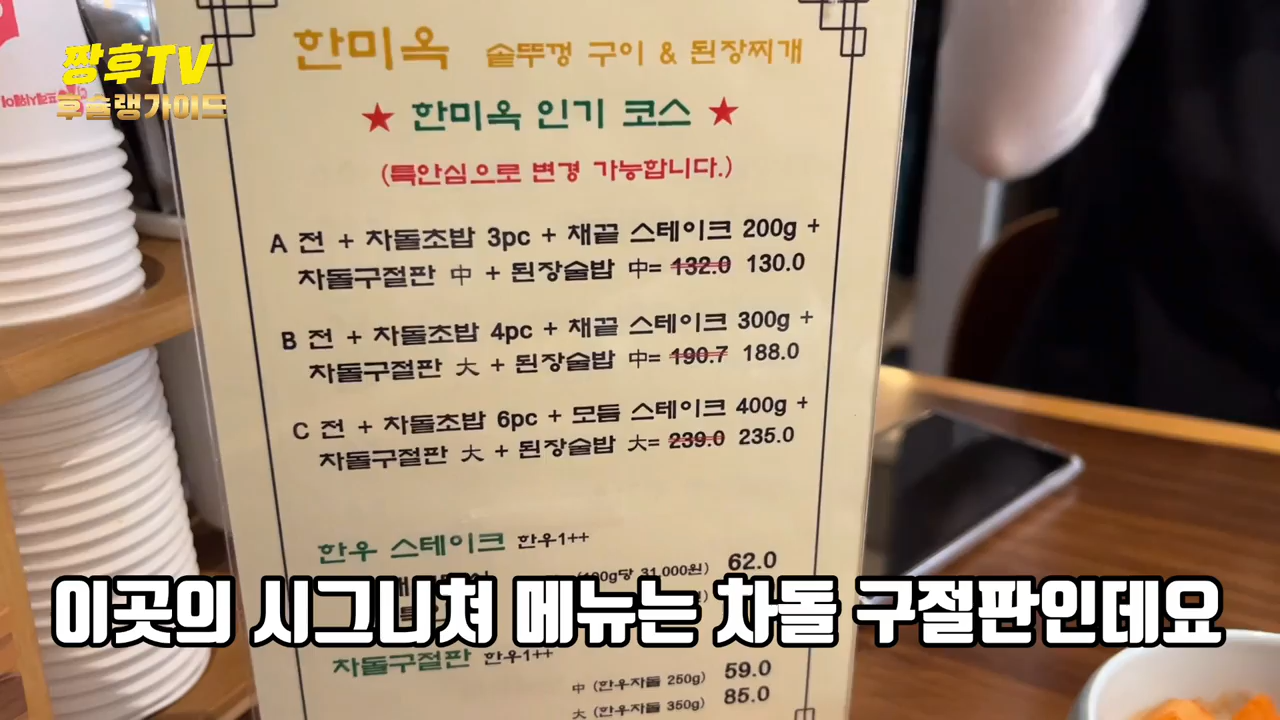 짱후TV
후슐랭가이드
한미옥 솥뚜껑 구이 & 된장찌개
★ 한미옥 인기 코스 ★
(특안심으로 변경 가능합니다.)
A 전 + 차돌초밥 3pc + 채끝 스테이크 200g +
차돌구절판 中 + 된장술밥 中= 132.0 130.0
B 전 + 차돌초밥 4pc + 채끝 스테이크 300g +
차돌구절판 大 + 된장술밥 中= 190.7 188.0
C 전 + 차돌초밥 6pc + 모듬 스테이크 400g +
차돌구절판 大 + 된장술밥 大= 239.0 235.0
한우 스테이크 한우1++
(100g당 31,000원) 62.0
이곳의 시그니쳐 메뉴는 차돌 구절판인데요
차돌구절판 한우1++
中 (한우차돌 250g) 59.0
大 (한우차돌 350g) 85.0